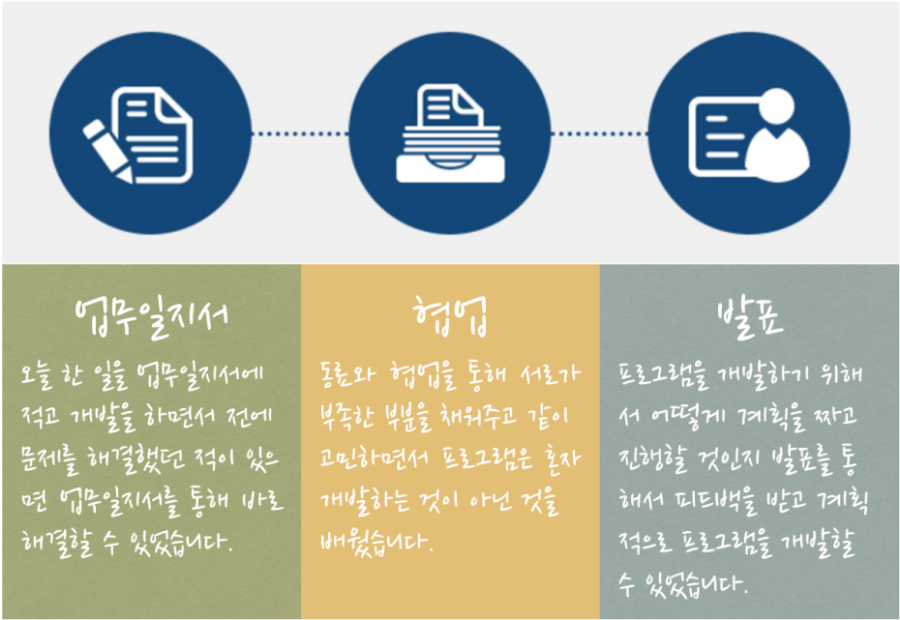 업무일지서
오늘 한 일을 업무일지서에
적고 개발을 하면서 전에
문제를 해결했던 적이 있으
면 업무일지서를 통해 바로
해결할 수 있었습니다.
협업
동료와 협업을 통해 서로가
부족한 부분을 채워주고 같이
고민하면서 프로그램은 혼자
개발하는 것이 아닌 것을
배웠습니다.
발표
프로그램을 개발하기 위해
서 어떻게 계획을 짜고
진행할 것인지 발표를 통
해서 피드백을 받고 계획
적으로 프로그램을 개발할
수 있었습니다.